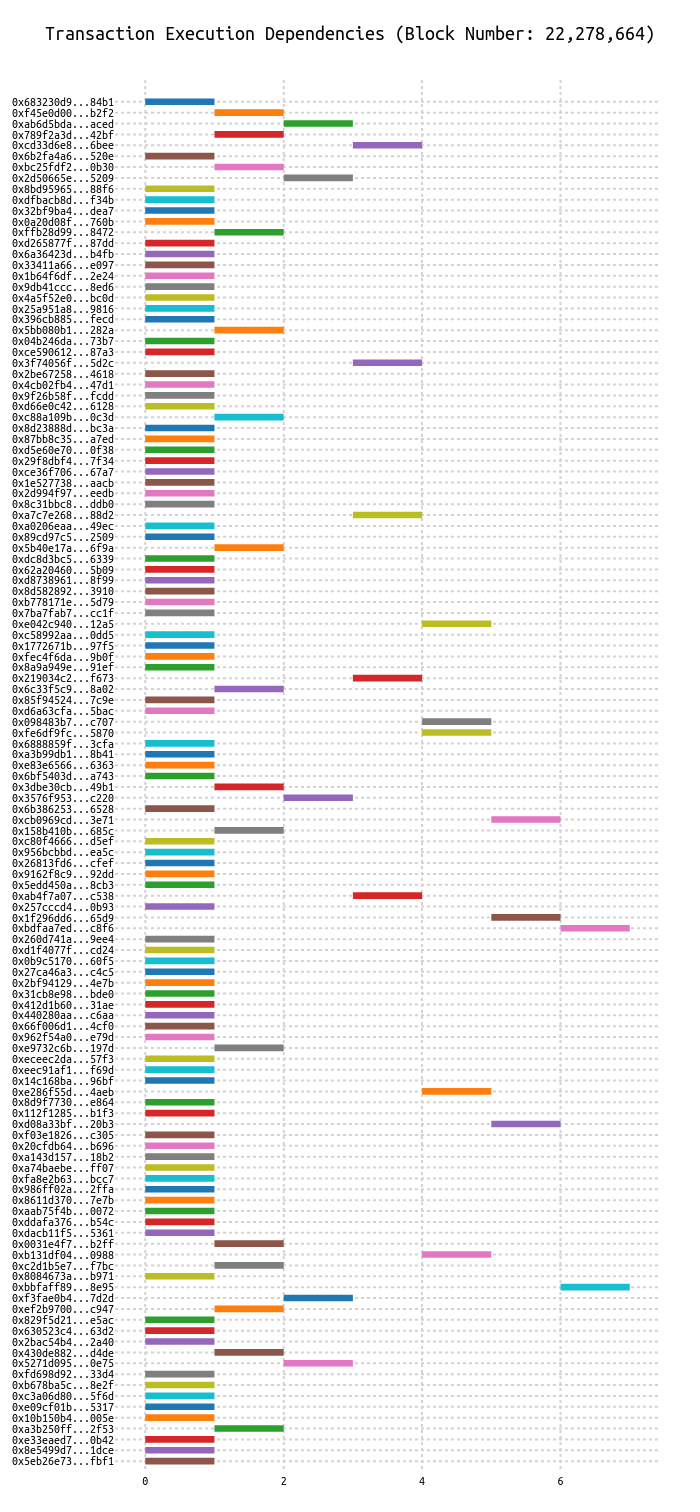 Transaction Execution Dependencies (Block Number: 22,278,664)
0x683230d9...84b1
0xf45e0d00...b2f2
0xab6d5bda...aced
0x789f2a3d...42bf
0xcd33d6e8...6bee
0x6b2fa4a6...520e
0xbc25fdf2...0b30
0x2d50665e...5209
0x8bd95965...88f6
0xdfbacb8d...f34b
0x32bf9ba4...dea7
0x0a20d08f...760b
0xffb28d99...8472
0xd265877f...87dd
0x6a36423d...b4fb
0x33411a66...e097
0x1b64f6df...2e24
0x9db41ccc...8ed6
0x4a5f52e0...bc0d
0x25a951a8...9816
0x396cb885...fecd
0x5bb080b1...282a
0x04b246da...73b7
0xce590612...87a3
0x3f74056f...5d2c
0x2be67258...4618
0x4cb02fb4...47d1
0x9f26b58f...fcdd
0xd66e0c42...6128
0xc88a109b...0c3d
0x8d23888d...bc3a
0x87bb8c35...a7ed
0xd5e60e70...0f38
0x29f8dbf4...7f34
0xce36f706...67a7
0x1e527738...aacb
0x2d994f97...eedb
0x8c31bbc8...ddb0
0xa7c7e268...88d2
0xa0206eaa...49ec
0x89cd97c5...2509
0x5b40e17a...6f9a
0xdc8d3bc5...6339
0x62a20460...5b09
0xd8738961...8f99
0x8d582892...3910
0xb778171e...5d79
0x7ba7fab7...cc1f
0xe042c940...12a5
0xc58992aa...0dd5
0x1772671b...97f5
0xfec4f6da...9b0f
0x8a9a949e...91ef
0x219034c2...f673
0x6c33f5c9...8a02
0x85f94524...7c9e
0xd6a63cfa...5bac
0x098483b7...c707
0xfe6df9fc...5870
0x6888859f...3cfa
0xa3b99db1...8b41
0xe83e6566...6363
0x6bf5403d...a743
0x3dbe30cb...49b1
0x3576f953...c220
0x6b386253...6528
0xcb0969cd...3e71
0x158b410b...685c
0xc80f4666...d5ef
0x956bcbbd...ea5c
0x26813fd6...cfef
0x9162f8c9...92dd
0x5edd450a...8cb3
0xab4f7a07...c538
0x257cccd4...0b93
0x1f296dd6...65d9
0xbdfaa7ed...c8f6
0x260d741a...9ee4
0xd1f4077f...cd24
0x0b9c5170...60f5
0x27ca46a3...c4c5
0x2bf94129...4e7b
0x31cb8e98...bde0
0x412d1b60...31ae
0x440280aa...c6aa
0x66f006d1...4cf0
0x962f54a0...e79d
0xe9732c6b...197d
0xeceec2da...57f3
0xeec91af1...f69d
0x14c168ba...96bf
0xe286f55d...4aeb
0x8d9f7730...e864
0x112f1285...b1f3
0xd08a33bf...20b3
0xf03e1826...c305
0x20cfdb64...b696
0xa143d157...18b2
0xa74baebe...ff07
0xfa8e2b63...bcc7
0x986ff02a...2ffa
0x8611d370...7e7b
0xaab75f4b...0072
0xddafa376...b54c
0xdacb11f5...5361
0x0031e4f7...b2ff
0xb131df04...0988
0xc2d1b5e7...f7bc
0x8084673a...b971
0xbbfaff89...8e95
0xf3fae0b4...7d2d
0xef2b9700...c947
0x829f5d21...e5ac
0x630523c4...63d2
0x2bac54b4...2a40
0x430de882...d4de
0x5271d095...0e75
0xfd698d92...33d4
0xb678ba5c...8e2f
0xc3a06d80...5f6d
0xe09cf01b...5317
0x10b150b4...005e
0xa3b250ff...2f53
0xe33eaed7...0b42
0x8e5499d7...1dce
0x5eb26e73...fbf1
0 2 4 6